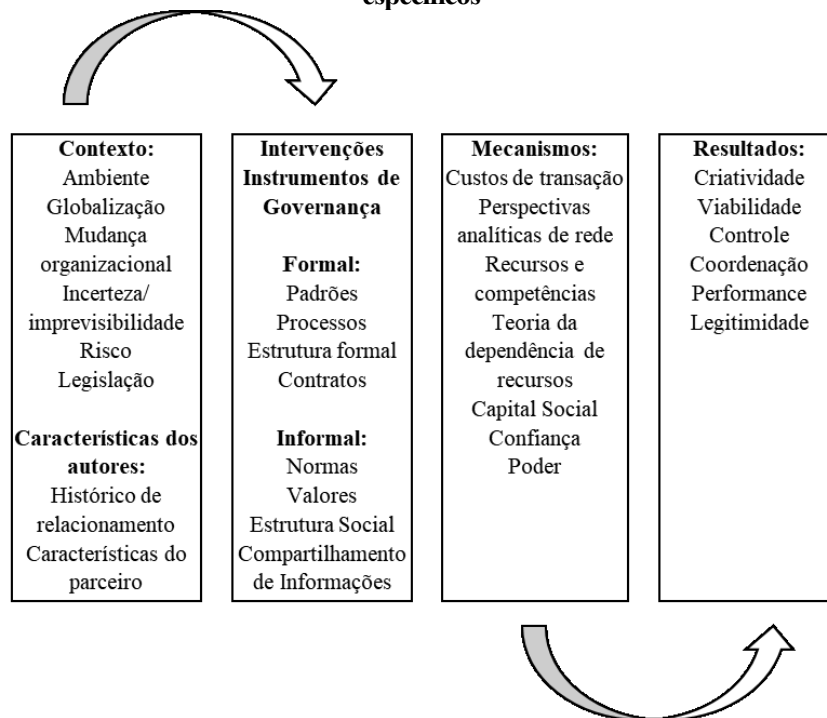 específicos
Contexto:
Ambiente
Globalização
Mudança
organizacional
Incerteza/
imprevisibilidade
Risco
Legislação
Características dos
autores:
Histórico de
relacionamento
Características do
parceiro
Intervenções
Instrumentos de
Governança
Formal:
Padrões
Processos
Estrutura formal
Contratos
Informal:
Normas
Valores
Estrutura Social
Compartilhamento
de Informações
Mecanismos:
Custos de transação
Perspectivas
analíticas de rede
Recursos e
competências
Teoria da
dependência de
recursos
Capital Social
Confiança
Poder
Resultados:
Criatividade
Viabilidade
Controle
Coordenação
Performance
Legitimidade